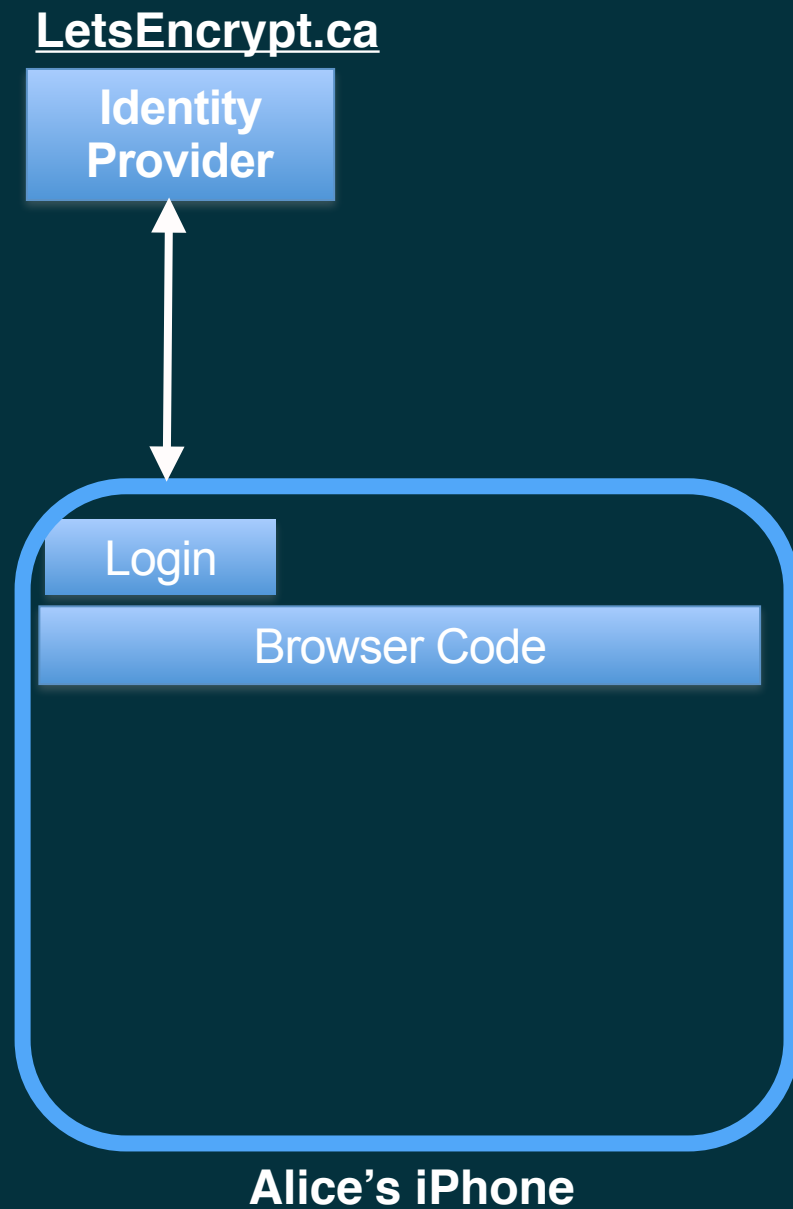 LetsEncrypt.ca
Identity
Provider
Login
Browser Code
Alice’s iPhone